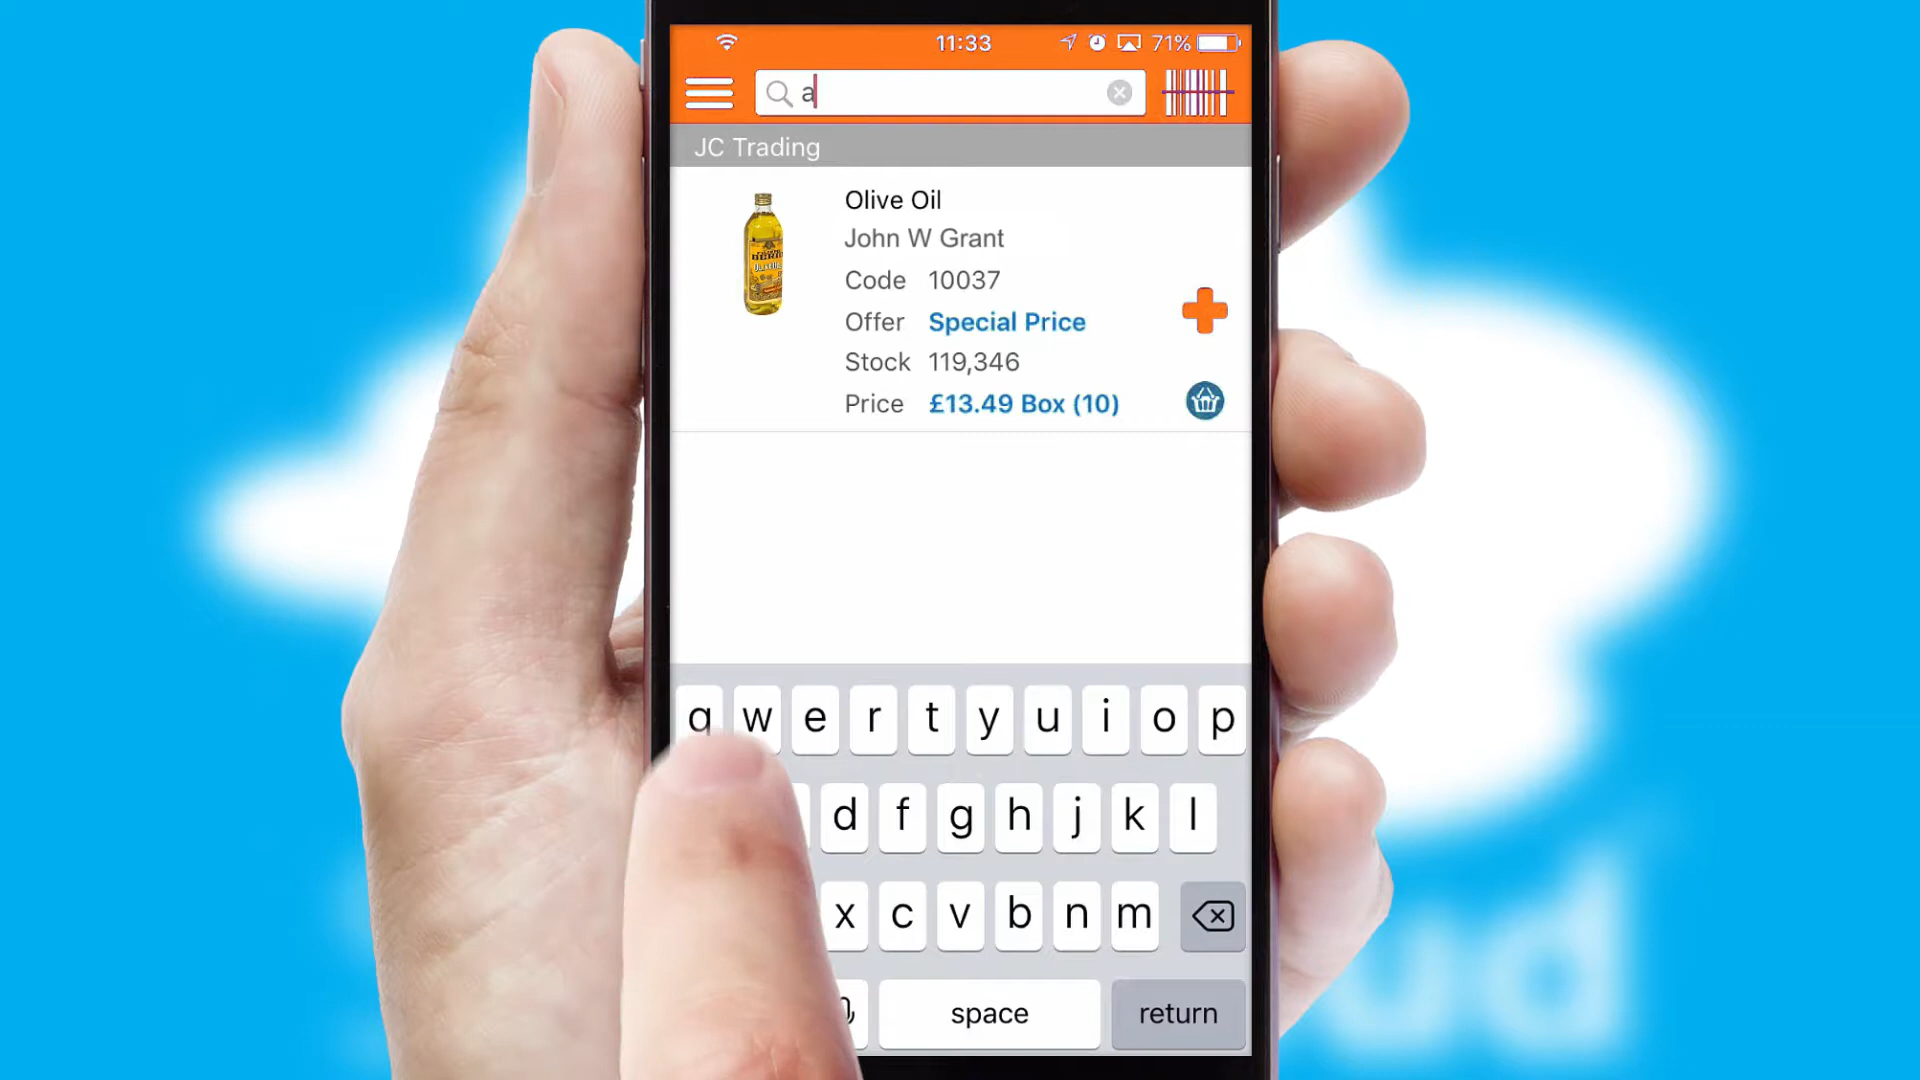 11:33 71%
a
JC Trading
Olive Oil
John W Grant
Code 10037
Offer Special Price
Stock 119,346
Price £13.49 Box (10)
q w e r t y u i o p
d f g h j k l
x c v b n m
space return